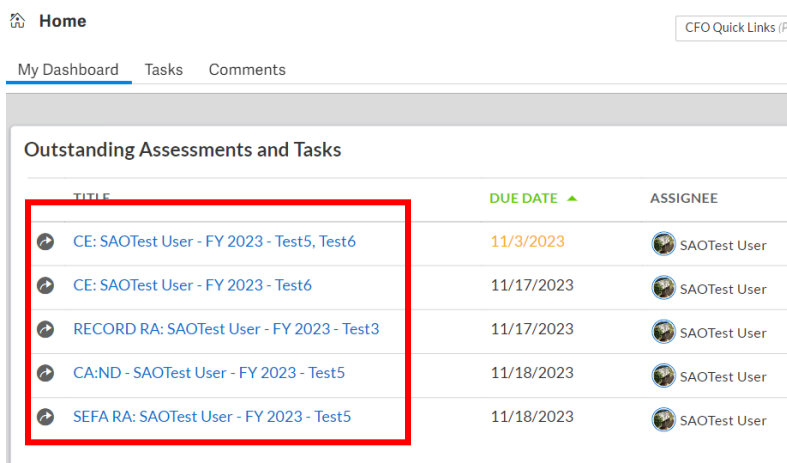 Home
CFO Quick Links
My Dashboard Tasks Comments
Outstanding Assessments and Tasks
TITLE DUE DATE ASSIGNEE
CE: SAOTest User - FY 2023 - Test5, Test6 11/3/2023 SAOTest User
CE: SAOTest User - FY 2023 - Test6 11/17/2023 SAOTest User
RECORD RA: SAOTest User - FY 2023 - Test3 11/17/2023 SAOTest User
CA:ND - SAOTest User - FY 2023 - Test5 11/18/2023 SAOTest User
SEFA RA: SAOTest User - FY 2023 - Test5 11/18/2023 SAOTest User